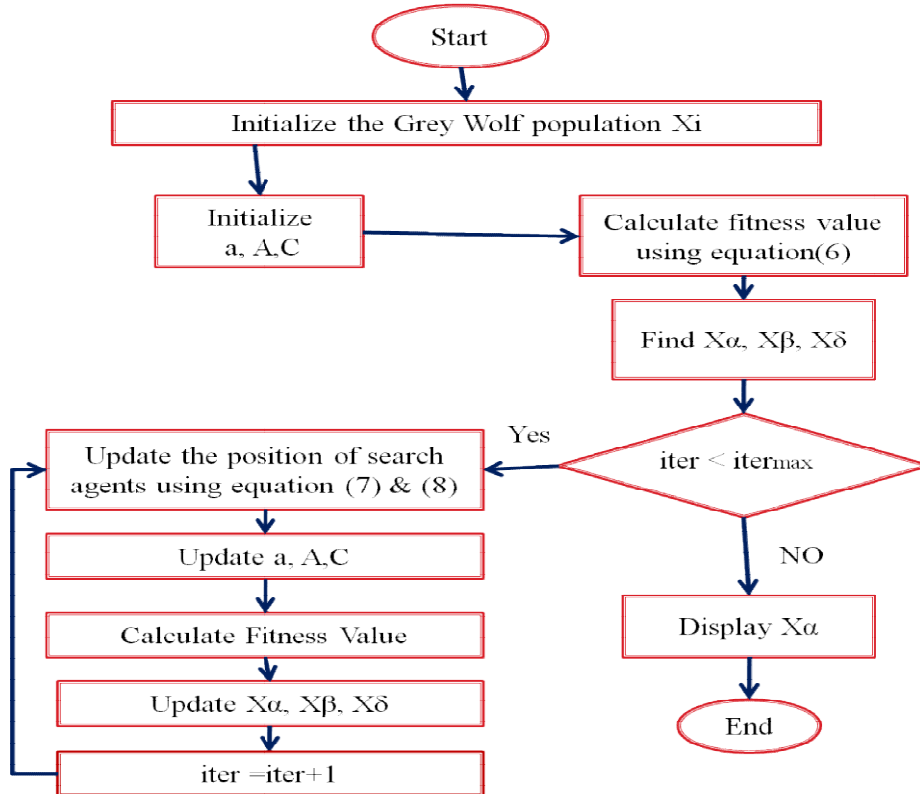 Start
Initialize the Grey Wolf population Xi
Initialize
a, A,C
Calculate fitness value
using equation(6)
Find Xα, Xβ, Xδ
iter < itermax
Yes
Update the position of search
agents using equation (7) & (8)
Update a, A,C
Calculate Fitness Value
Update Xα, Xβ, Xδ
iter =iter+1
NO
Display Xα
End